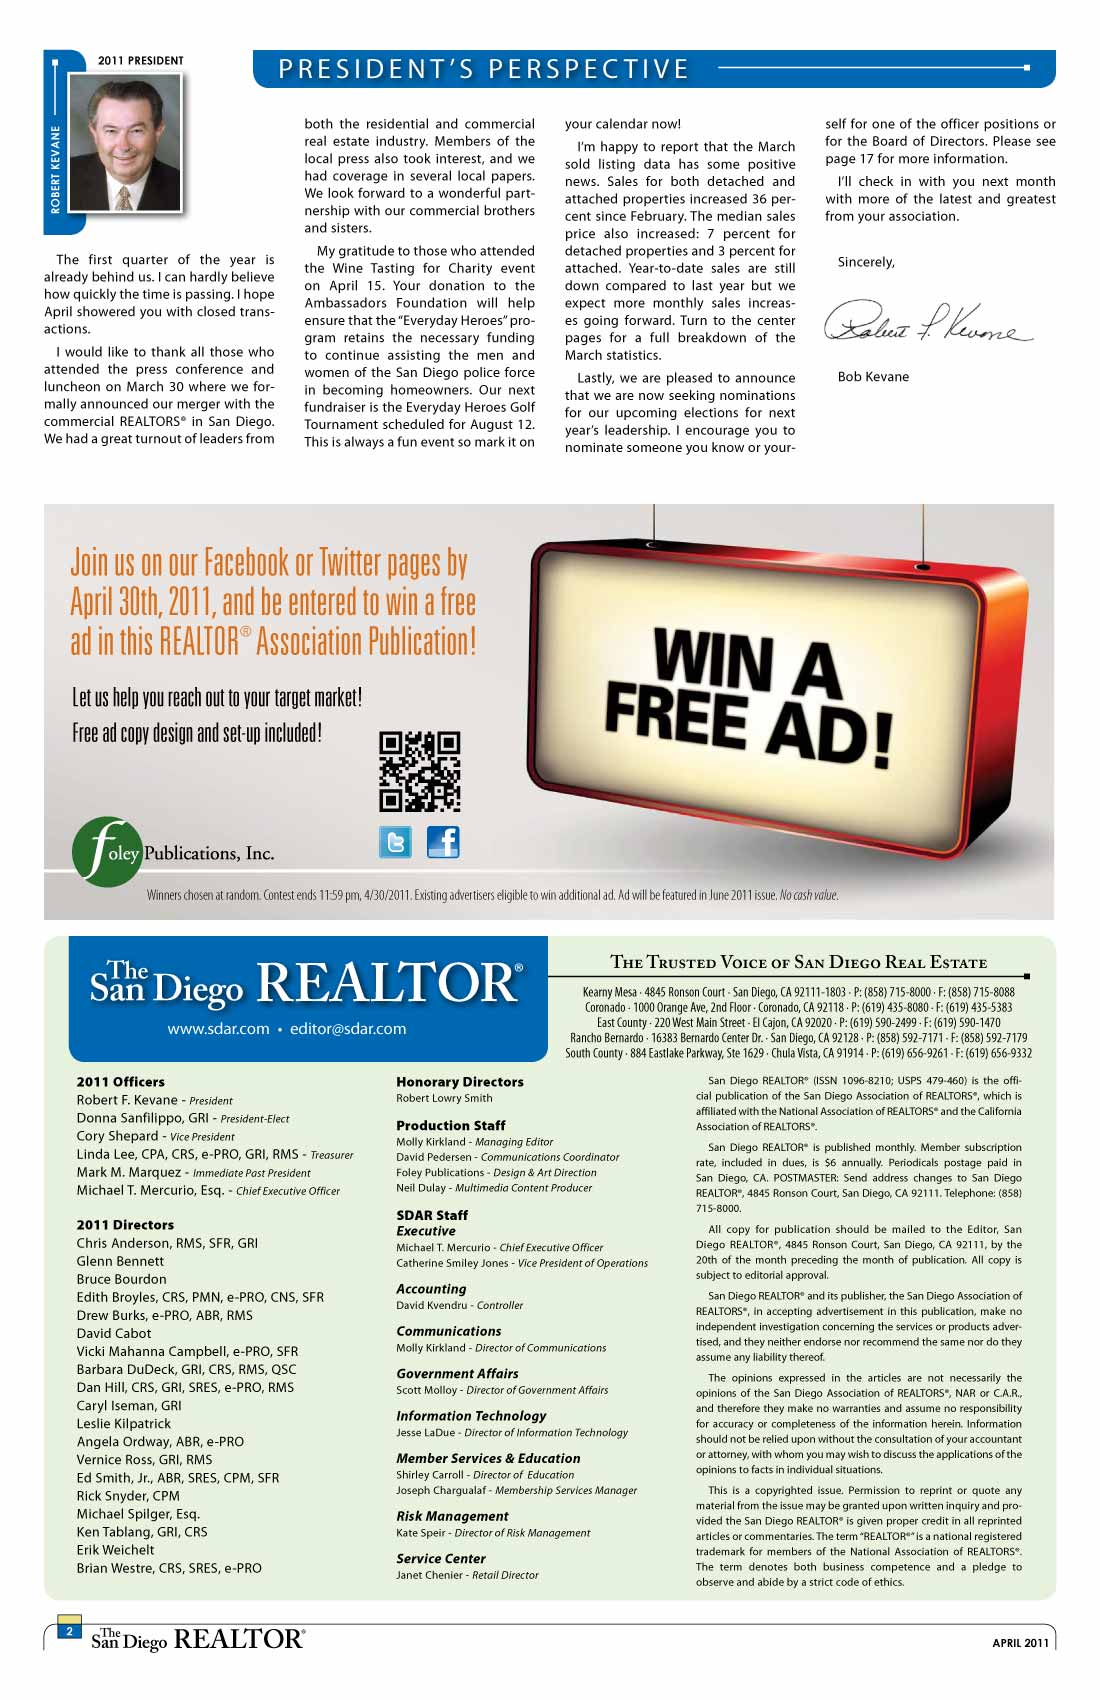 2011 PRESIDENT
ROBERT KEVANE
PRESIDENT'S PERSPECTIVE
The first quarter of the year is
already behind us. I can hardly believe
how quickly the time is passing. I hope
April showered you with closed trans-
actions.
I would like to thank all those who
attended the press conference and
luncheon on March 30 where we for-
mally announced our merger with the
commercial REALTORS® in San Diego.
We had a great turnout of leaders from
both the residential and commercial
real estate industry. Members of the
local press also took interest, and we
had coverage in several local papers.
We look forward to a wonderful part-
nership with our commercial brothers
and sisters.
My gratitude to those who attended
the Wine Tasting for Charity event
on April 15. Your donation to the
Ambassadors Foundation will help
ensure that the "Everyday Heroes" pro-
gram retains the necessary funding
to continue assisting the men and
women of the San Diego police force
in becoming homeowners. Our next
fundraiser is the Everyday Heroes Golf
Tournament scheduled for August 12.
This is always a fun event so mark it on
your calendar now!
I'm happy to report that the March
sold listing data has some positive
news. Sales for both detached and
attached properties increased 36 per-
cent since February. The median sales
price also increased: 7 percent for
detached properties and 3 percent for
attached. Year-to-date sales are still
down compared to last year but we
expect more monthly sales increas-
es going forward. Turn to the center
pages for a full breakdown of the
March statistics.
Lastly, we are pleased to announce
that we are now seeking nominations
for our upcoming elections for next
year's leadership. I encourage you to
nominate someone you know or your-
self for one of the officer positions or
for the Board of Directors. Please see
page 17 for more information.
I'll check in with you next month
with more of the latest and greatest
from your association.
Sincerely,
Robert F. Kevane
Bob Kevane
Join us on our Facebook or Twitter pages by
April 30th, 2011, and be entered to win a free
ad in this REALTOR® Association Publication!
Let us help you reach out to your target market!
Free ad copy design and set-up included!
WIN A
FREE AD!
foley Publications, Inc.
Winners chosen at random. Contest ends 11:59 pm, 4/30/2011. Existing advertisers eligible to win additional ad. Ad will be featured in June 2011 issue. No cash value.
The San Diego REALTOR®
www.sdar.com • editor@sdar.com
THE TRUSTED VOICE OF SAN DIEGO REAL ESTATE
Kearny Mesa · 4845 Ronson Court · San Diego, CA 92111-1803 · P: (858) 715-8000 · F: (858) 715-8088
Coronado · 1000 Orange Ave, 2nd Floor · Coronado, CA 92118 · P: (619) 435-8080 · F: (619) 435-5383
East County · 220 West Main Street · El Cajon, CA 92020 · P: (619) 590-2499 · F: (619) 590-1470
Rancho Bernardo · 16383 Bernardo Center Dr. · San Diego, CA 92128 · P: (858) 592-7171 · F: (858) 592-7179
South County · 884 Eastlake Parkway, Ste 1629 · Chula Vista, CA 91914 · P: (619) 656-9261 · F: (619) 656-9332
2011 Officers
Robert F. Kevane - President
Donna Sanfilippo, GRI - President-Elect
Cory Shepard - Vice President
Linda Lee, CPA, CRS, e-PRO, GRI, RMS - Treasurer
Mark M. Marquez - Immediate Past President
Michael T. Mercurio, Esq. - Chief Executive Officer
2011 Directors
Chris Anderson, RMS, SFR, GRI
Glenn Bennett
Bruce Bourdon
Edith Broyles, CRS, PMN, e-PRO, CNS, SFR
Drew Burks, e-PRO, ABR, RMS
David Cabot
Vicki Mahanna Campbell, e-PRO, SFR
Barbara DuDeck, GRI, CRS, RMS, QSC
Dan Hill, CRS, GRI, SRES, e-PRO, RMS
Caryl Iseman, GRI
Leslie Kilpatrick
Angela Ordway, ABR, e-PRO
Vernice Ross, GRI, RMS
Ed Smith, Jr., ABR, SRES, CPM, SFR
Rick Snyder, CPM
Michael Spilger, Esq.
Ken Tablang, GRI, CRS
Erik Weichelt
Brian Westre, CRS, SRES, e-PRO
Honorary Directors
Robert Lowry Smith
Production Staff
Molly Kirkland - Managing Editor
David Pedersen - Communications Coordinator
Foley Publications - Design & Art Direction
Neil Dulay - Multimedia Content Producer
SDAR Staff
Executive
Michael T. Mercurio - Chief Executive Officer
Catherine Smiley Jones - Vice President of Operations
Accounting
David Kvendru - Controller
Communications
Molly Kirkland - Director of Communications
Government Affairs
Scott Molloy - Director of Government Affairs
Information Technology
Jesse LaDue - Director of Information Technology
Member Services & Education
Shirley Carroll - Director of Education
Joseph Chargualaf - Membership Services Manager
Risk Management
Kate Speir - Director of Risk Management
Service Center
Janet Chenier - Retail Director
San Diego REALTOR® (ISSN 1096-8210; USPS 479-460) is the offi-
cial publication of the San Diego Association of REALTORS®, which is
affiliated with the National Association of REALTORS® and the California
Association of REALTORS®.
San Diego REALTOR® is published monthly. Member subscription
rate, included in dues, is $6 annually. Periodicals postage paid in
San Diego, CA. POSTMASTER: Send address changes to San Diego
REALTOR®, 4845 Ronson Court, San Diego, CA 92111. Telephone: (858)
715-8000.
All copy for publication should be mailed to the Editor, San
Diego REALTOR®, 4845 Ronson Court, San Diego, CA 92111, by the
20th of the month preceding the month of publication. All copy is
subject to editorial approval.
San Diego REALTOR® and its publisher, the San Diego Association of
REALTORS®, in accepting advertisement in this publication, make no
independent investigation concerning the services or products adver-
tised, and they neither endorse nor recommend the same nor do they
assume any liability thereof.
The opinions expressed in the articles are not necessarily the
opinions of the San Diego Association of REALTORS®, NAR or C.A.R.,
and therefore they make no warranties and assume no responsibility
for accuracy or completeness of the information herein. Information
should not be relied upon without the consultation of your accountant
or attorney, with whom you may wish to discuss the applications of the
opinions to facts in individual situations.
This is a copyrighted issue. Permission to reprint or quote any
material from the issue may be granted upon written inquiry and pro-
vided the San Diego REALTOR® is given proper credit in all reprinted
articles or commentaries. The term "REALTOR®" is a national registered
trademark for members of the National Association of REALTORS®.
The term denotes both business competence and a pledge to
observe and abide by a strict code of ethics.
2
The San Diego REALTOR®
APRIL 2011